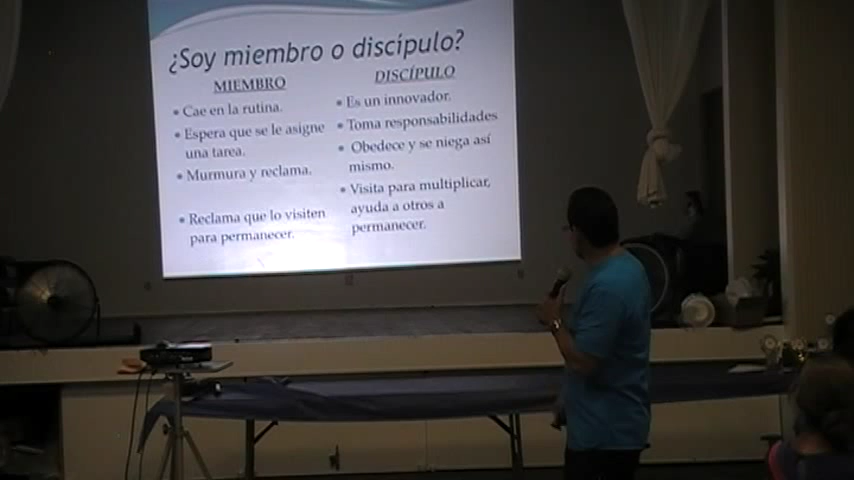 ¿Soy miembro o discípulo?
MIEMBRO
• Cae en la rutina.
• Espera que se le asigne
una tarea.
• Murmura y reclama.
• Reclama que lo visiten
para permanecer.
DISCÍPULO
• Es un innovador.
• Toma responsabilidades
• Obedece y se niega así
mismo.
• Visita para multiplicar,
ayuda a otros a
permanecer.